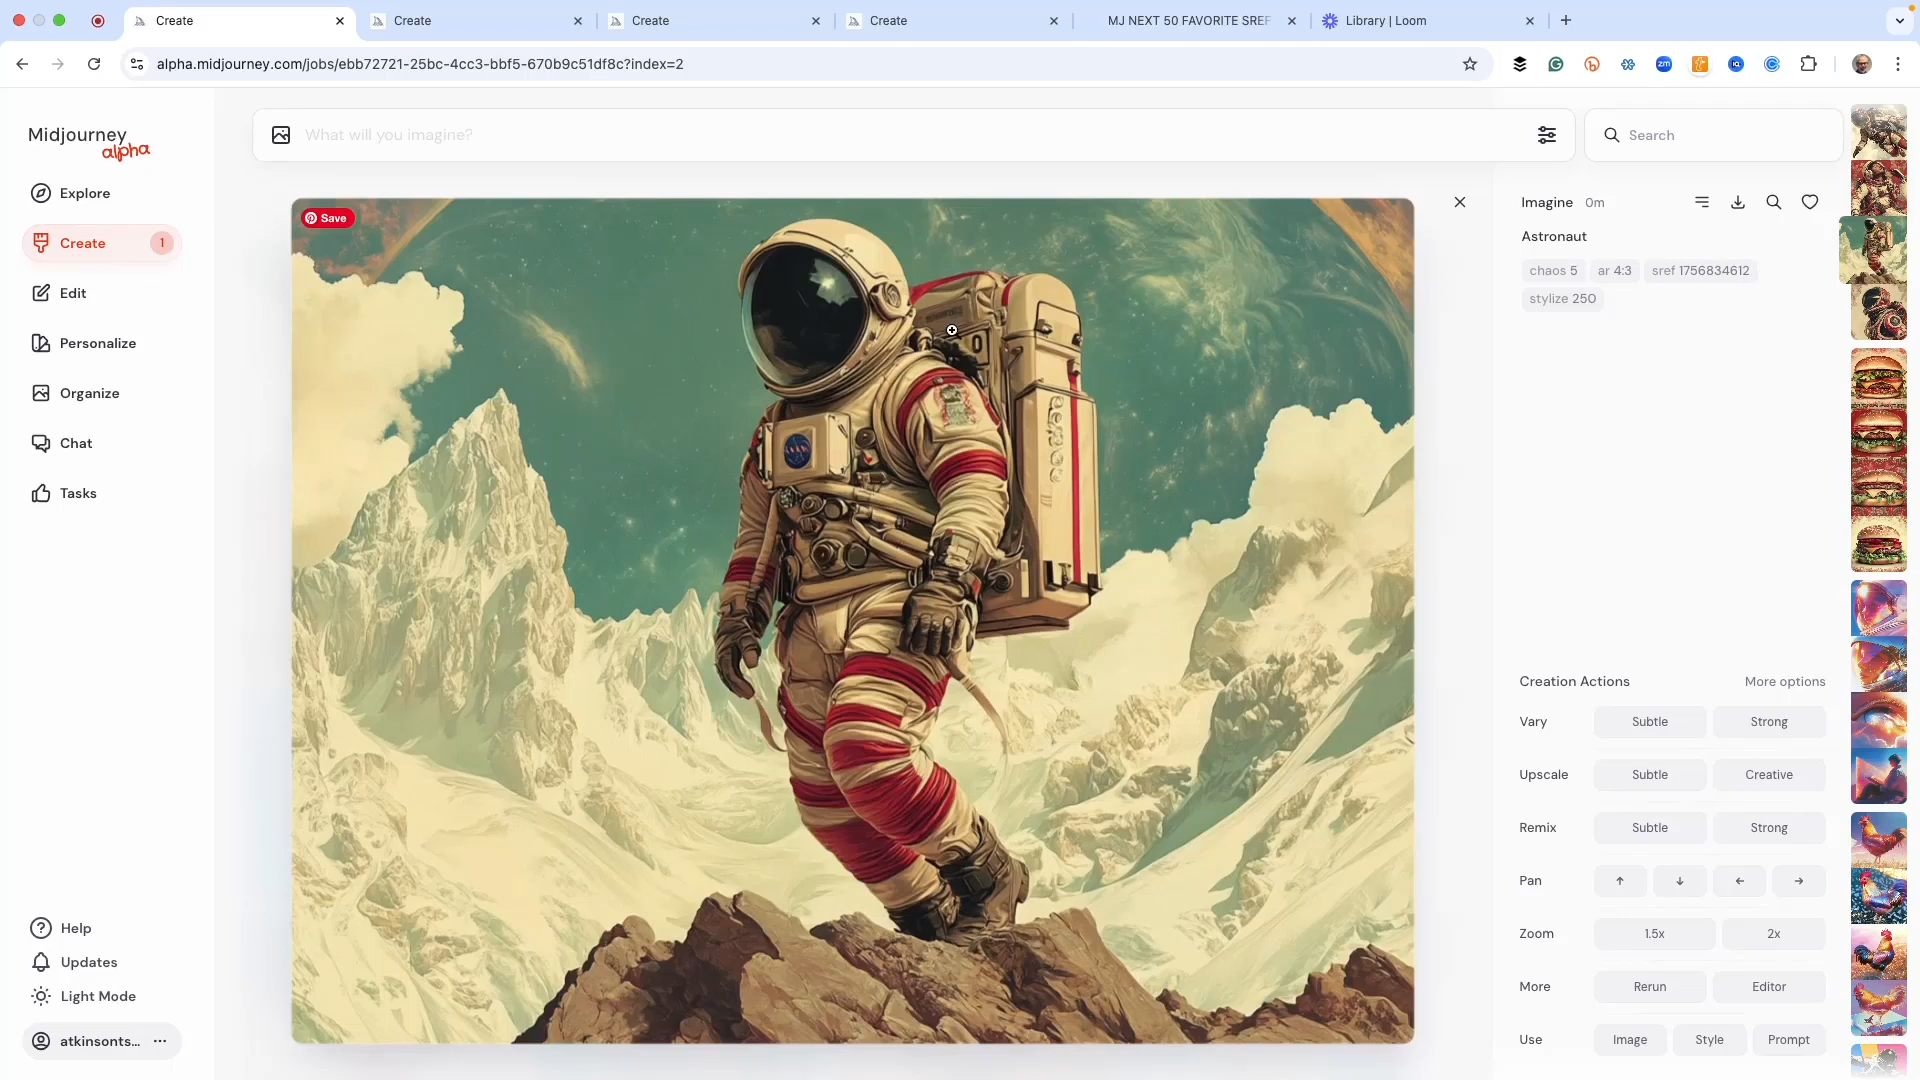 Create
Create
Create
Create
MJ NEXT 50 FAVORITE SREF
Library | Loom
alpha.midjourney.com/jobs/ebb72721-25bc-4cc3-bbf5-670b9c51df8c?index=2
zm
Midjourney
alpha
Explore
Create 1
Edit
Personalize
Organize
Chat
Tasks
Help
Updates
Light Mode
atkinsonts...
What will you imagine?
Search
Save
Imagine 0m
Astronaut
chaos 5 ar 4:3 sref 1756834612
stylize 250
Creation Actions More options
Vary Subtle Strong
Upscale Subtle Creative
Remix Subtle Strong
Pan ↑ ↓ ← →
Zoom 1.5x 2x
More Rerun Editor
Use Image Style Prompt